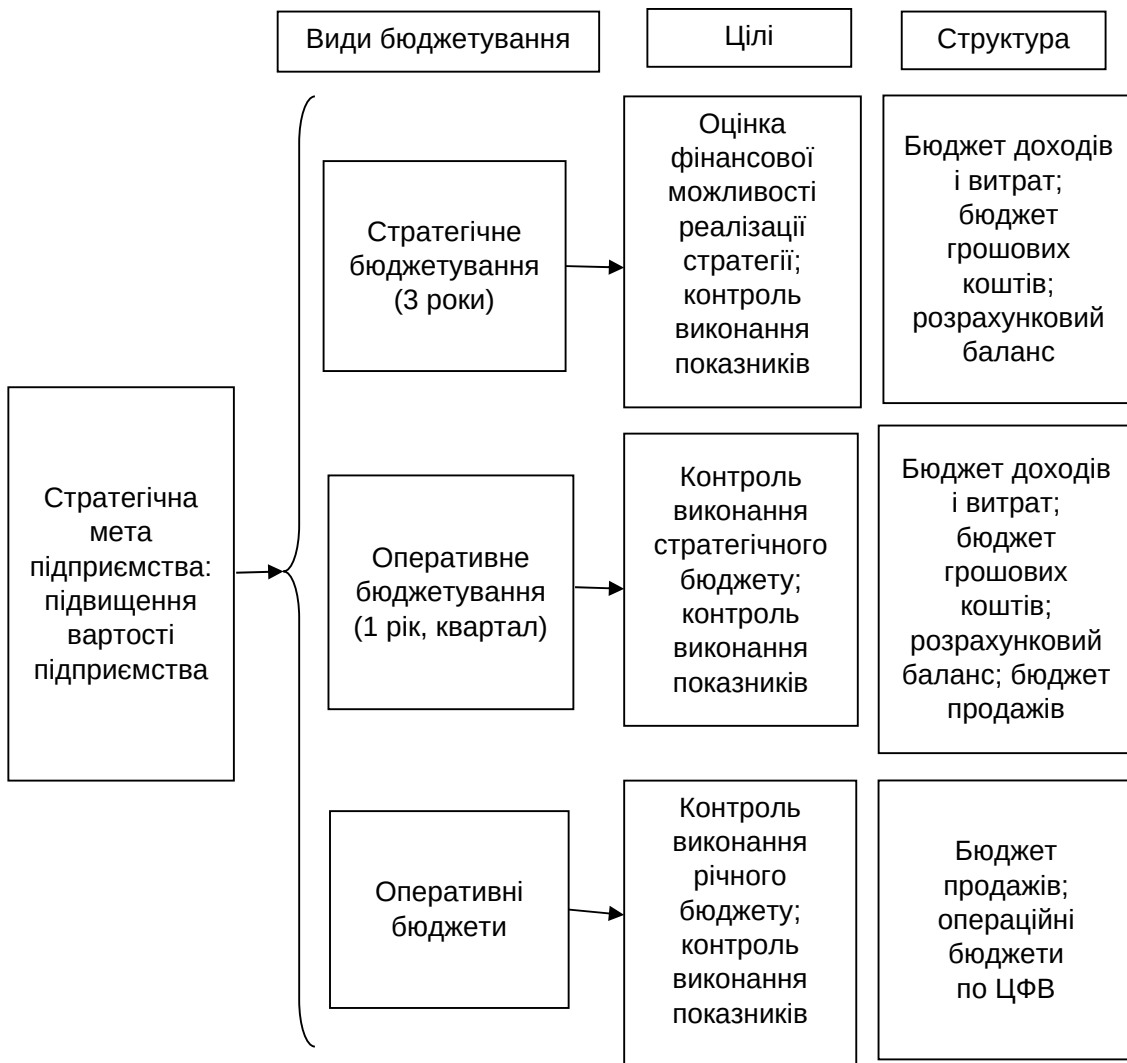 Види бюджетування
Цілі
Структура
Стратегічна
мета
підприємства:
підвищення
вартості
підприємства
Стратегічне
бюджетування
(3 роки)
Оцінка
фінансової
можливості
реалізації
стратегії;
контроль
виконання
показників
Бюджет доходів
і витрат;
бюджет
грошових
коштів;
розрахунковий
баланс
Оперативне
бюджетування
(1 рік, квартал)
Контроль
виконання
стратегічного
бюджету;
контроль
виконання
показників
Бюджет доходів
і витрат;
бюджет
грошових
коштів;
розрахунковий
баланс; бюджет
продажів
Оперативні
бюджети
Контроль
виконання
річного
бюджету;
контроль
виконання
показників
Бюджет
продажів;
операційні
бюджети
по ЦФВ